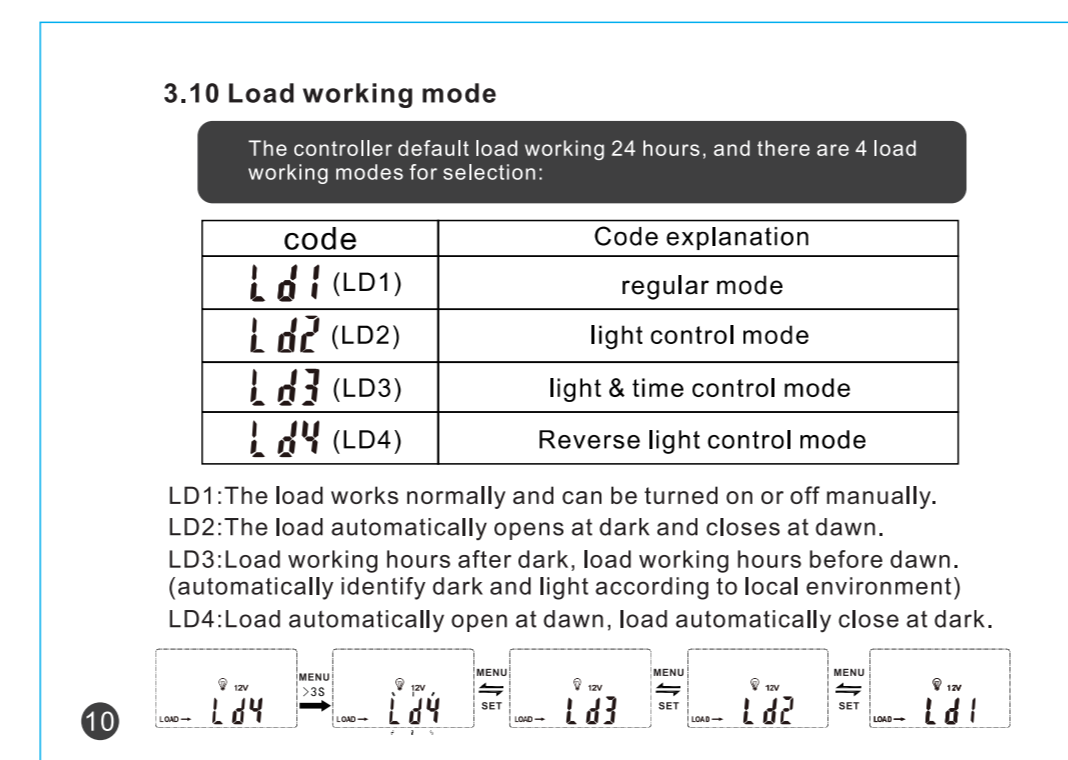 3.10 Load working mode
The controller default load working 24 hours, and there are 4 load
working modes for selection:
code Code explanation
Ld1 (LD1) regular mode
Ld2 (LD2) light control mode
Ld3 (LD3) light & time control mode
Ld4 (LD4) Reverse light control mode
LD1:The load works normally and can be turned on or off manually.
LD2:The load automatically opens at dark and closes at dawn.
LD3:Load working hours after dark, load working hours before dawn.
(automatically identify dark and light according to local environment)
LD4:Load automatically open at dawn, load automatically close at dark.
12V
LOAD→ Ld4
MENU
>3S
12V
LOAD→ Ld4
MENU
SET
12V
LOAD→ Ld3
MENU
SET
12V
LOAD→ Ld2
MENU
SET
12V
LOAD→ Ld1
10